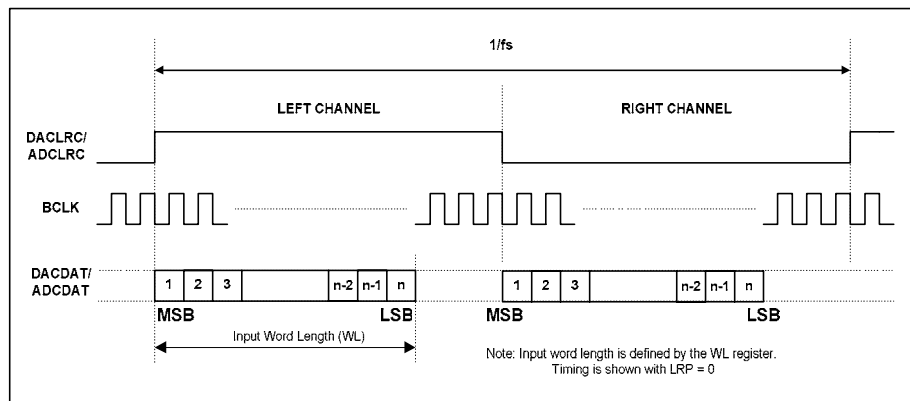 1/fs
LEFT CHANNEL
RIGHT CHANNEL
DACLRC/
ADCLRC
BCLK
DACDAT/
ADCDAT
1 2 3 n-2 n-1 n 1 2 3 n-2 n-1 n
MSB LSB MSB LSB
Input Word Length (WL)
Note: Input word length is defined by the WL register.
Timing is shown with LRP = 0